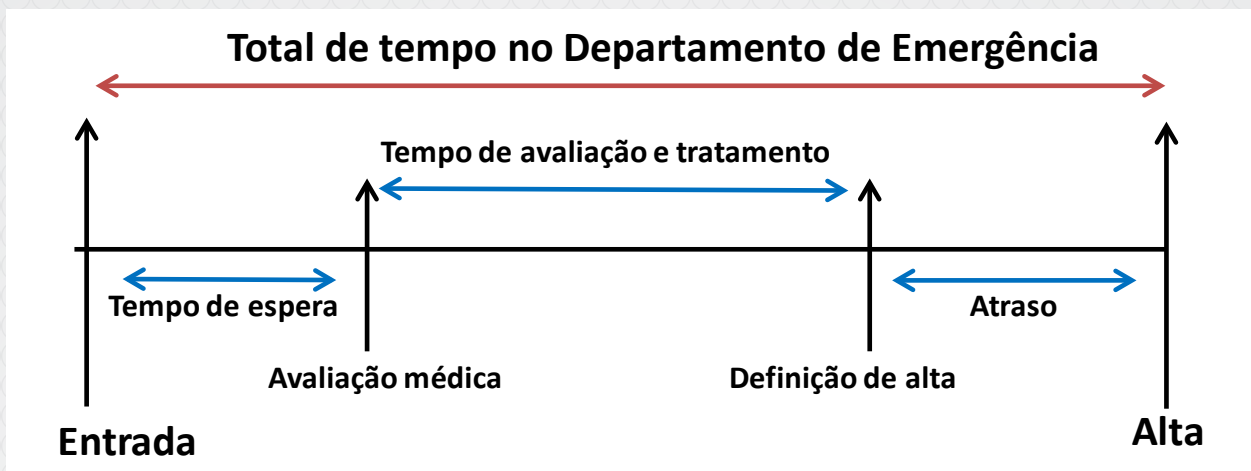 Total de tempo no Departamento de Emergência
Tempo de avaliação e tratamento
Tempo de espera
Atraso
Avaliação médica
Definição de alta
Entrada
Alta